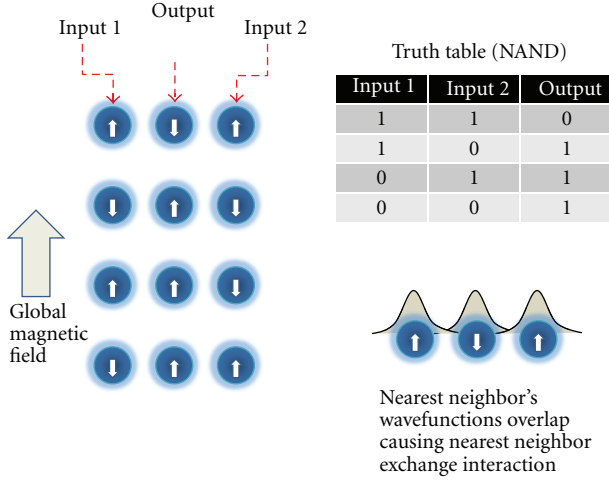 Output
Input 1
Input 2
Global
magnetic
field
Truth table (NAND)
Input 1 Input 2 Output
1 1 0
1 0 1
0 1 1
0 0 1
Nearest neighbor's
wavefunctions overlap
causing nearest neighbor
exchange interaction